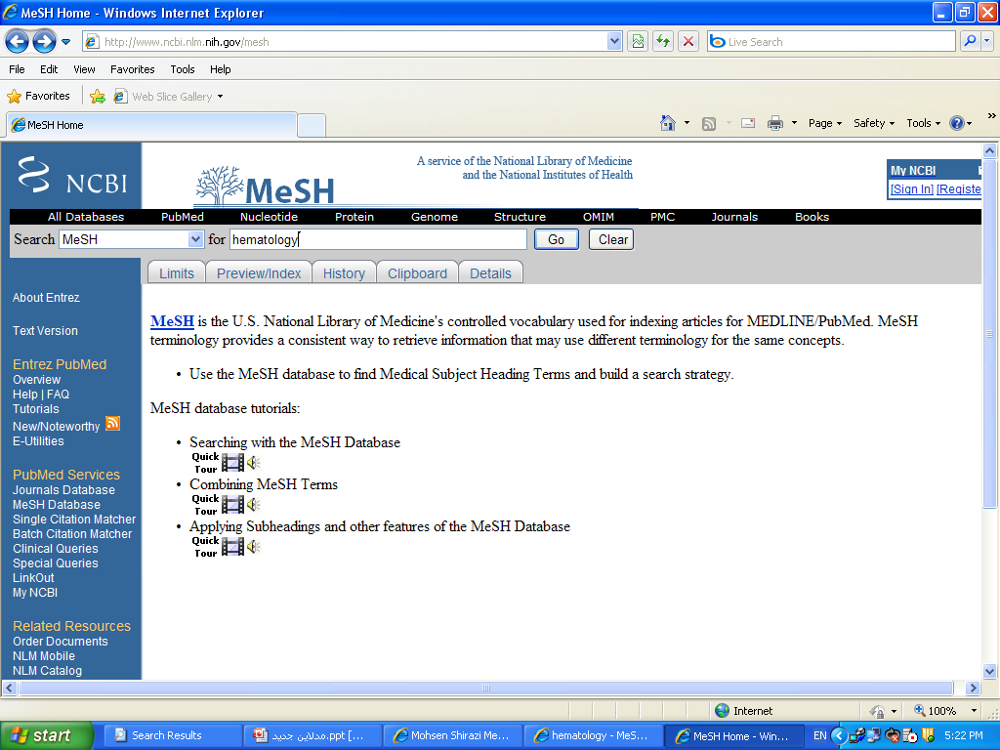 MeSH Home - Windows Internet Explorer
http://www.ncbi.nlm.nih.gov/mesh
Live Search
File Edit View Favorites Tools Help
Favorites Web Slice Gallery
MeSH Home
Page Safety Tools
NCBI
MeSH
A service of the National Library of Medicine
and the National Institutes of Health
My NCBI
[Sign In] [Registe
All Databases PubMed Nucleotide Protein Genome Structure OMIM PMC Journals Books
Search MeSH for hematology Go Clear
Limits Preview/Index History Clipboard Details
About Entrez
Text Version
Entrez PubMed
Overview
Help | FAQ
Tutorials
New/Noteworthy
E-Utilities
PubMed Services
Journals Database
MeSH Database
Single Citation Matcher
Batch Citation Matcher
Clinical Queries
Special Queries
LinkOut
My NCBI
Related Resources
Order Documents
NLM Mobile
NLM Catalog
MeSH is the U.S. National Library of Medicine's controlled vocabulary used for indexing articles for MEDLINE/PubMed. MeSH
terminology provides a consistent way to retrieve information that may use different terminology for the same concepts.
• Use the MeSH database to find Medical Subject Heading Terms and build a search strategy.
MeSH database tutorials:
• Searching with the MeSH Database
Quick
Tour
• Combining MeSH Terms
Quick
Tour
• Applying Subheadings and other features of the MeSH Database
Quick
Tour
Internet 100%
start Search Results مدلاین جدید.ppt [... Mohsen Shirazi Me... hematology - MeS... MeSH Home - Win... EN 5:22 PM